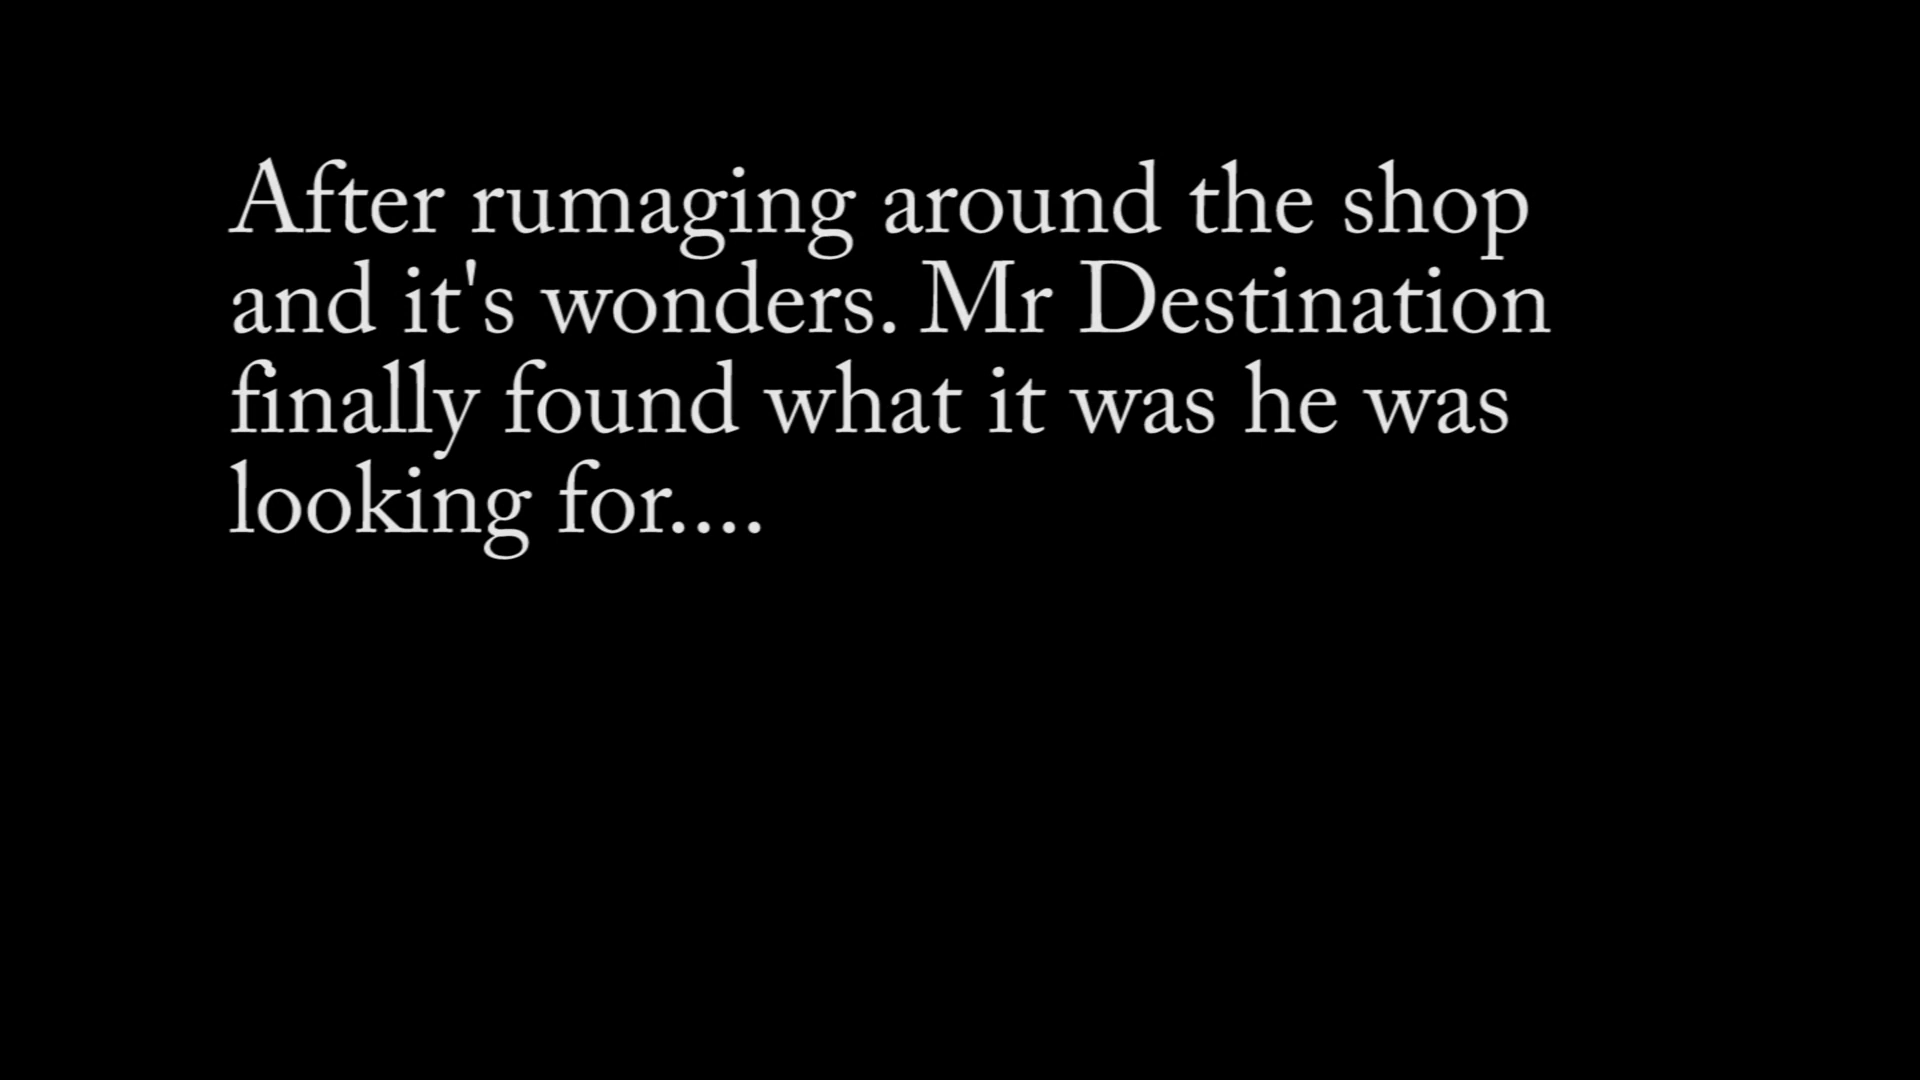 After rumaging around the shop
and it's wonders. Mr Destination
finally found what it was he was
looking for....